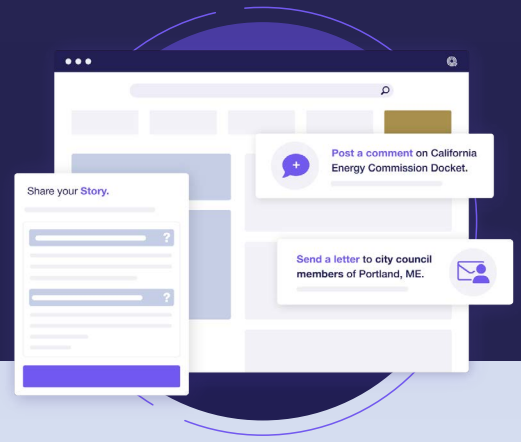 Post a comment on California
Energy Commission Docket.
Share your Story.
?
Send a letter to city council
members of Portland, ME.
?